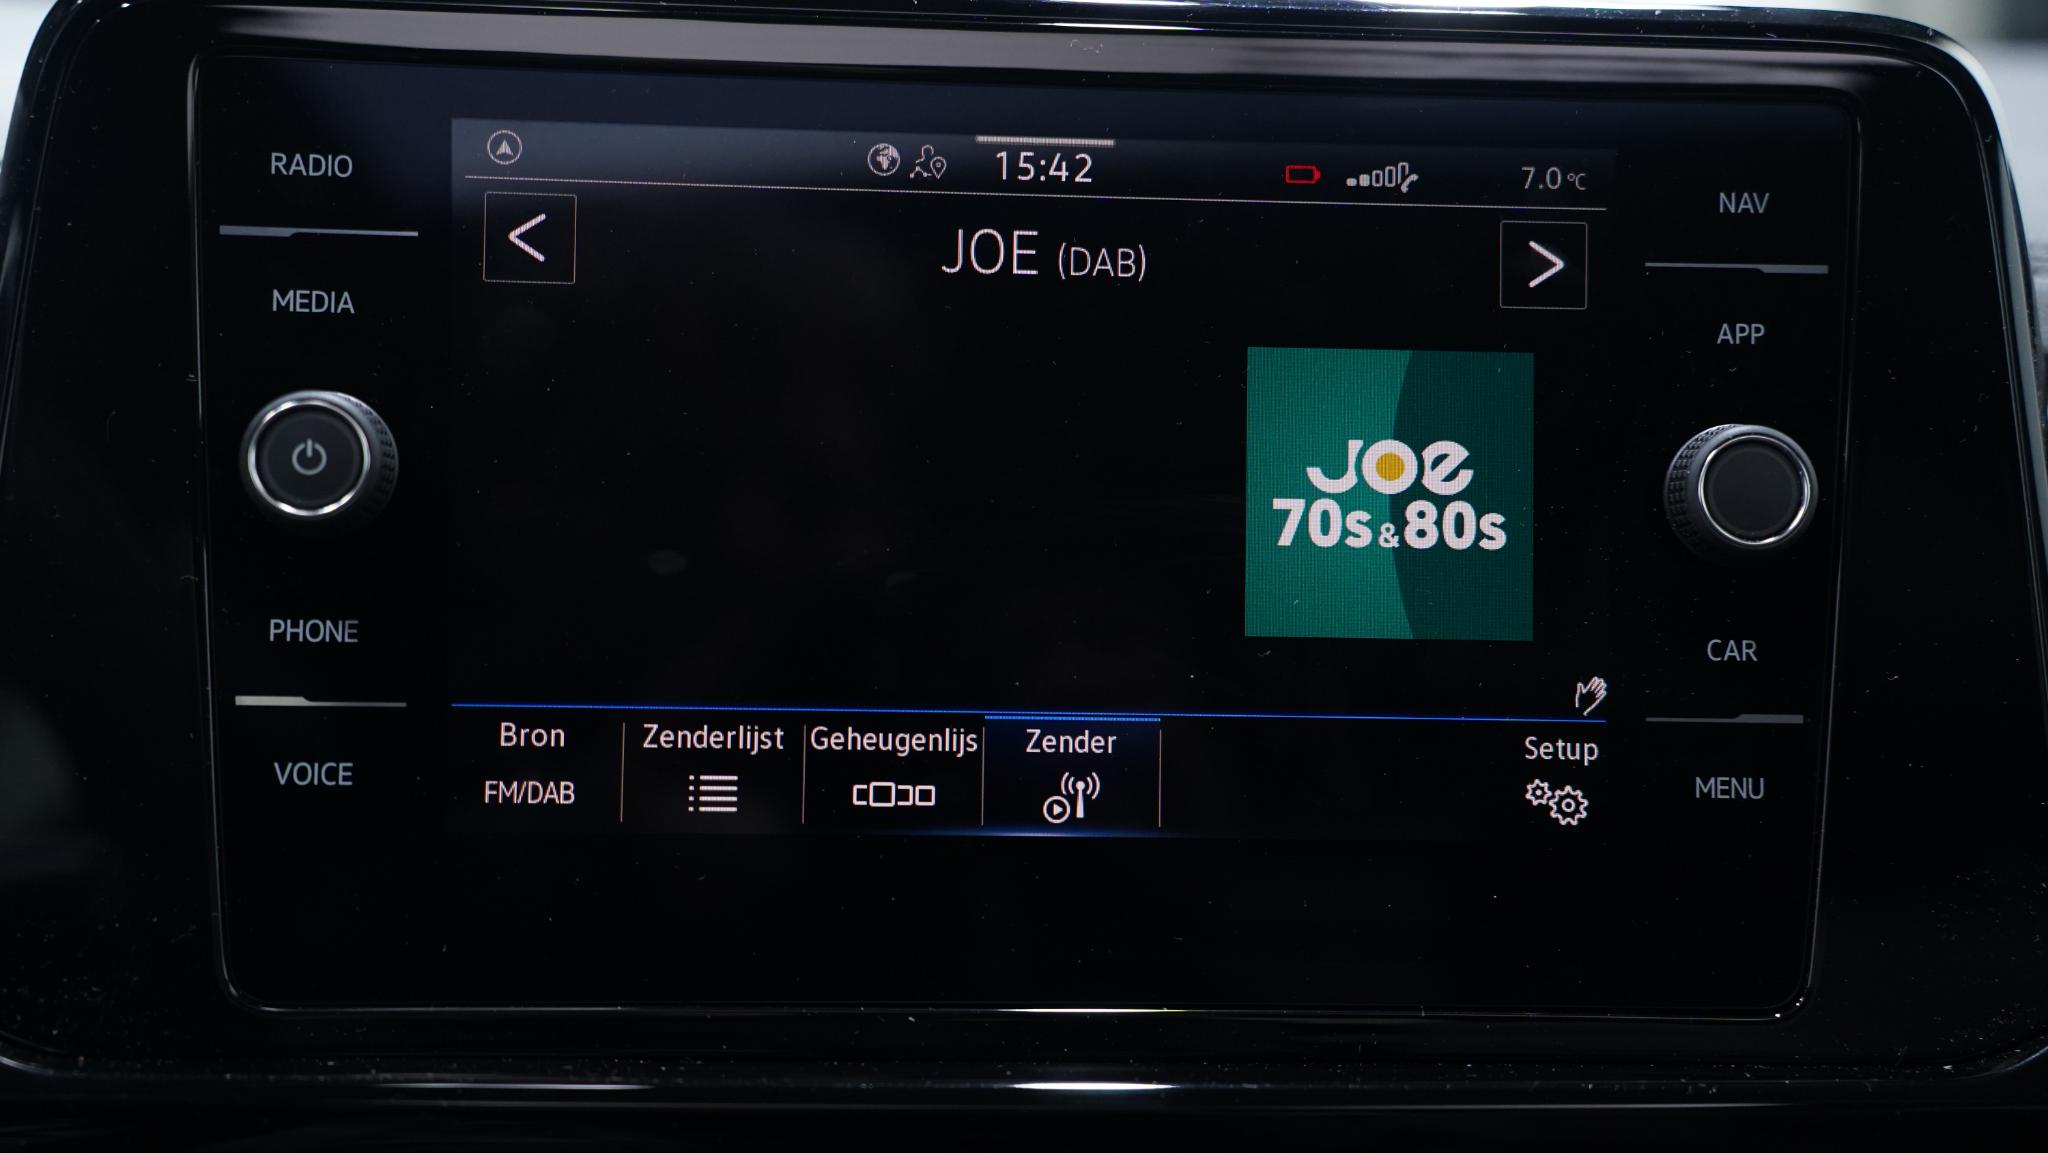 RADIO
MEDIA
PHONE
VOICE
15:42
7.0 °C
JOE (DAB)
<
>
Joe
70s & 80s
Bron
FM/DAB
Zenderlijst
Geheugenlijs
Zender
Setup
NAV
APP
CAR
MENU